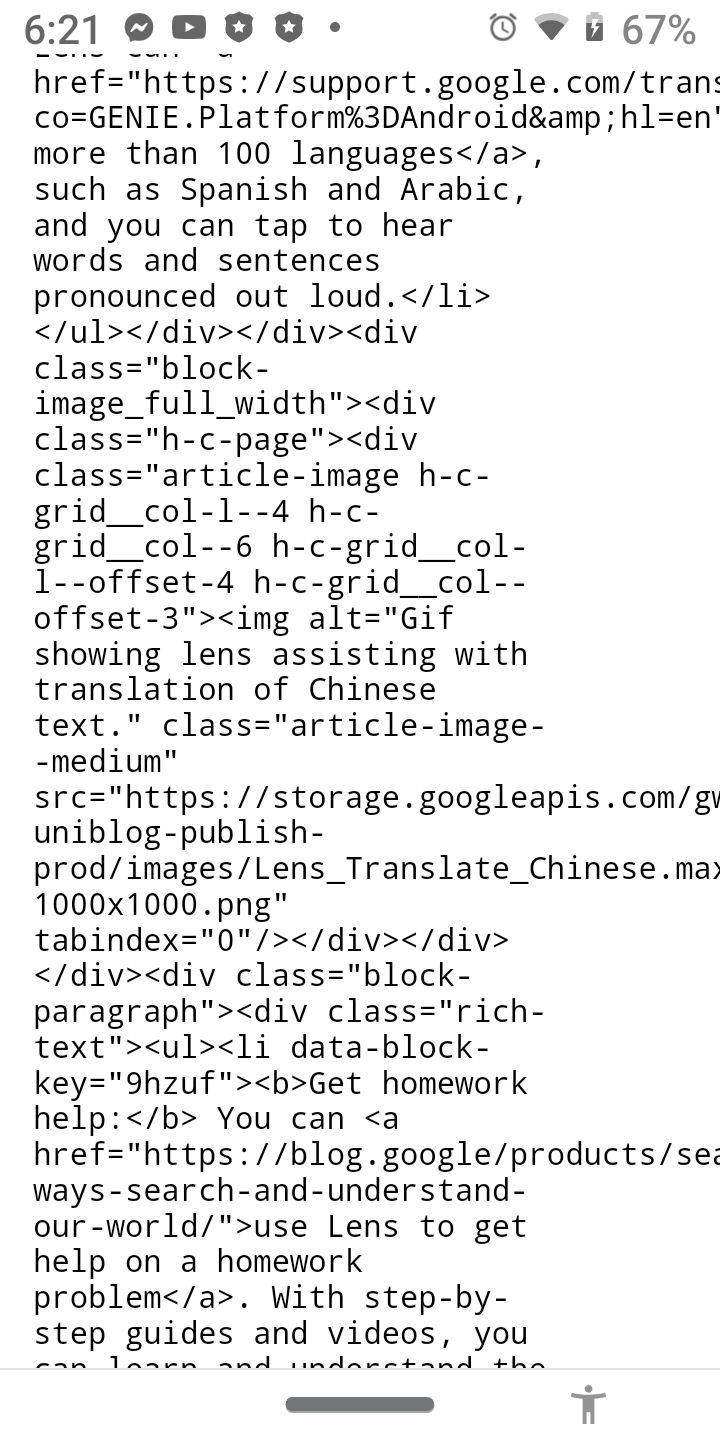 6:21 67%
href="https://support.google.com/trans
co=GENIE.Platform%3DAndroid&amp;hl=en"
more than 100 languages</a>,
such as Spanish and Arabic,
and you can tap to hear
words and sentences
pronounced out loud.</li>
</ul></div></div><div
class="block-
image_full_width"><div
class="h-c-page"><div
class="article-image h-c-
grid__col-l--4 h-c-
grid__col--6 h-c-grid__col-
l--offset-4 h-c-grid__col--
offset-3"><img alt="Gif
showing lens assisting with
translation of Chinese
text." class="article-image-
-medium"
src="https://storage.googleapis.com/gw
uniblog-publish-
prod/images/Lens_Translate_Chinese.max
1000x1000.png"
tabindex="0"/></div></div>
</div><div class="block-
paragraph"><div class="rich-
text"><ul><li data-block-
key="9hzuf"><b>Get homework
help:</b> You can <a
href="https://blog.google/products/sea
ways-search-and-understand-
our-world/">use Lens to get
help on a homework
problem</a>. With step-by-
step guides and videos, you
can learn and understand the